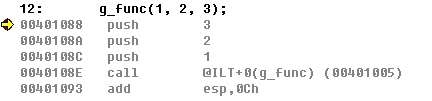 12:       g_func(1, 2, 3);
00401088   push        3
0040108A   push        2
0040108C   push        1
0040108E   call        @ILT+0(g_func) (00401005)
00401093   add         esp,0Ch